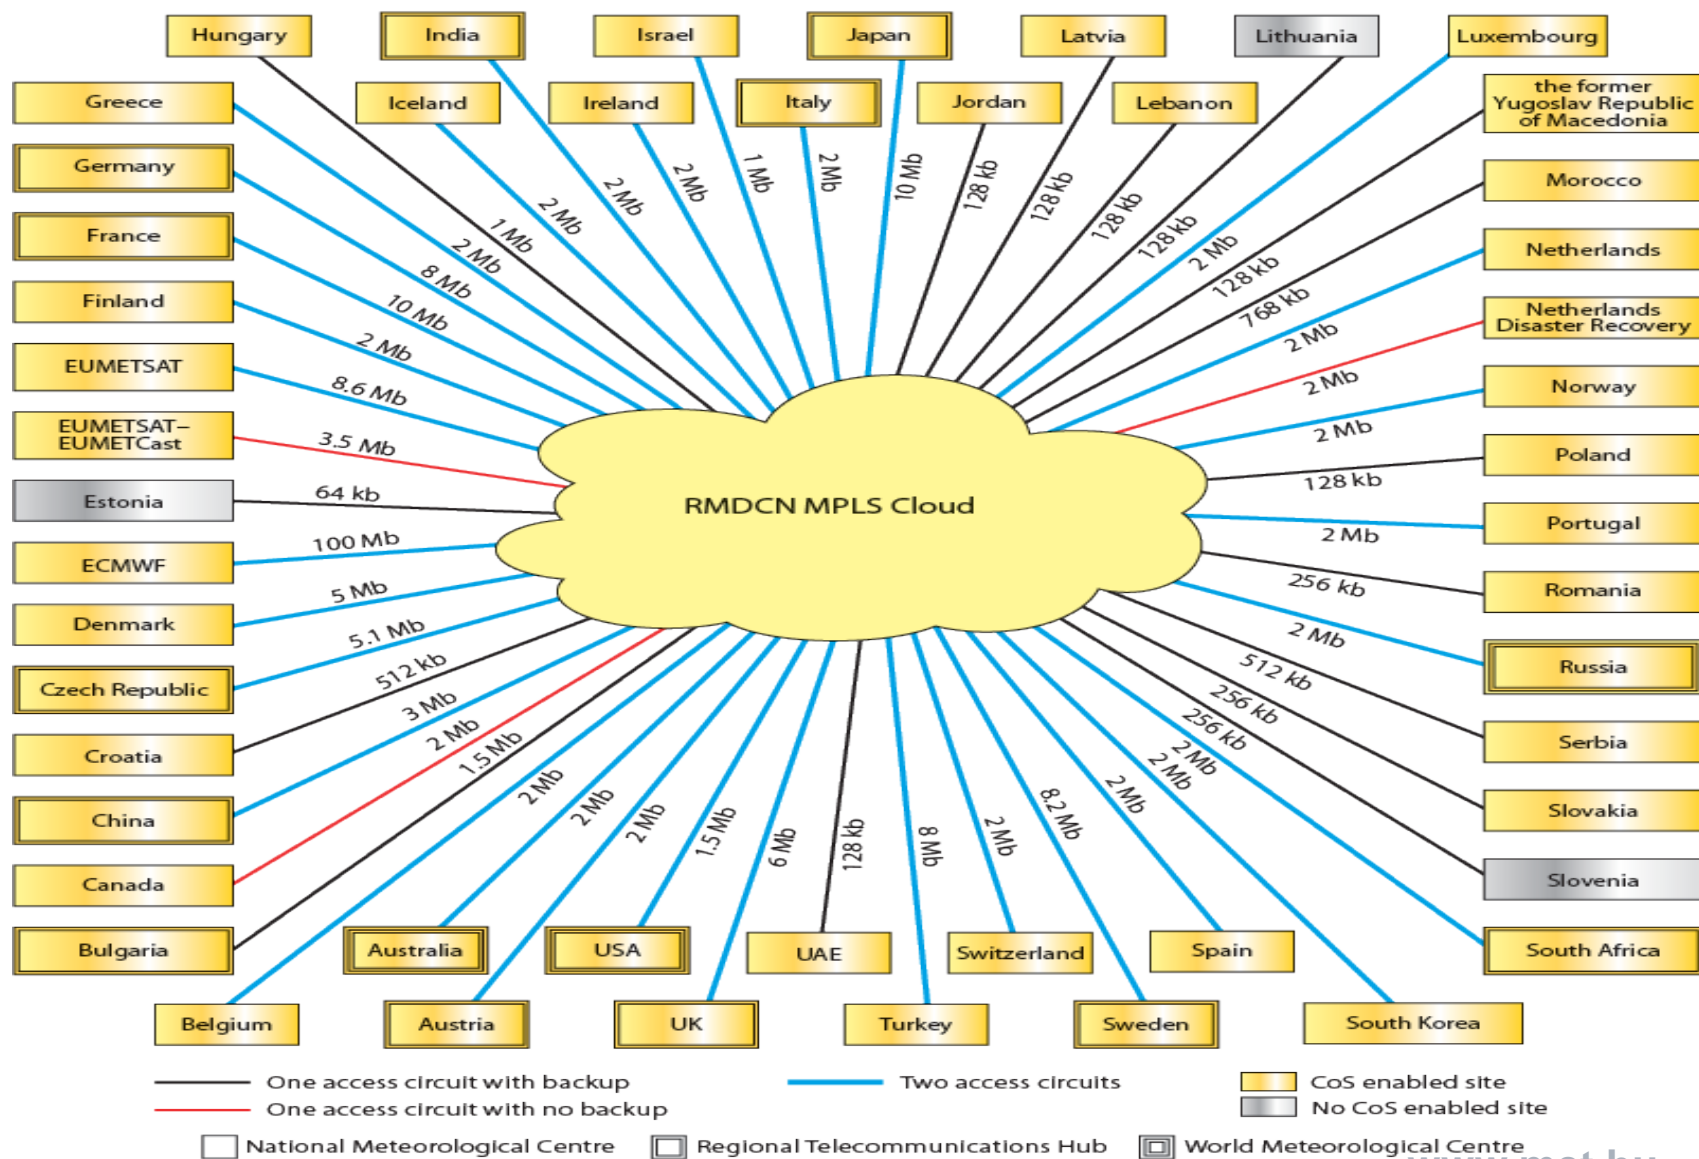 Hungary
India
Israel
Japan
Latvia
Lithuania
Luxembourg
Greece
Iceland
Ireland
Italy
Jordan
Lebanon
the former
Yugoslav Republic
of Macedonia
Germany
Morocco
France
Netherlands
Finland
Netherlands
Disaster Recovery
EUMETSAT
Norway
EUMETSAT–
EUMETCast
Poland
Estonia
Portugal
ECMWF
Romania
Denmark
Russia
Czech Republic
Serbia
Croatia
Slovakia
China
Slovenia
Canada
South Africa
Bulgaria
Australia
USA
UAE
Switzerland
Spain
Belgium
Austria
UK
Turkey
Sweden
South Korea
RMDCN MPLS Cloud
1 Mb
2 Mb
2 Mb
2 Mb
1 Mb
2 Mb
10 Mb
128 kb
128 kb
128 kb
128 kb
2 Mb
128 kb
768 kb
2 Mb
2 Mb
2 Mb
128 kb
2 Mb
256 kb
2 Mb
512 kb
256 kb
256 kb
2 Mb
2 Mb
2 Mb
8.2 Mb
2 Mb
8 Mb
128 kb
6 Mb
1.5 Mb
2 Mb
2 Mb
2 Mb
1.5 Mb
2 Mb
3 Mb
512 kb
5.1 Mb
5 Mb
100 Mb
64 kb
3.5 Mb
8.6 Mb
2 Mb
10 Mb
8 Mb
2 Mb
One access circuit with backup
Two access circuits
CoS enabled site
One access circuit with no backup
No CoS enabled site
National Meteorological Centre
Regional Telecommunications Hub
World Meteorological Centre